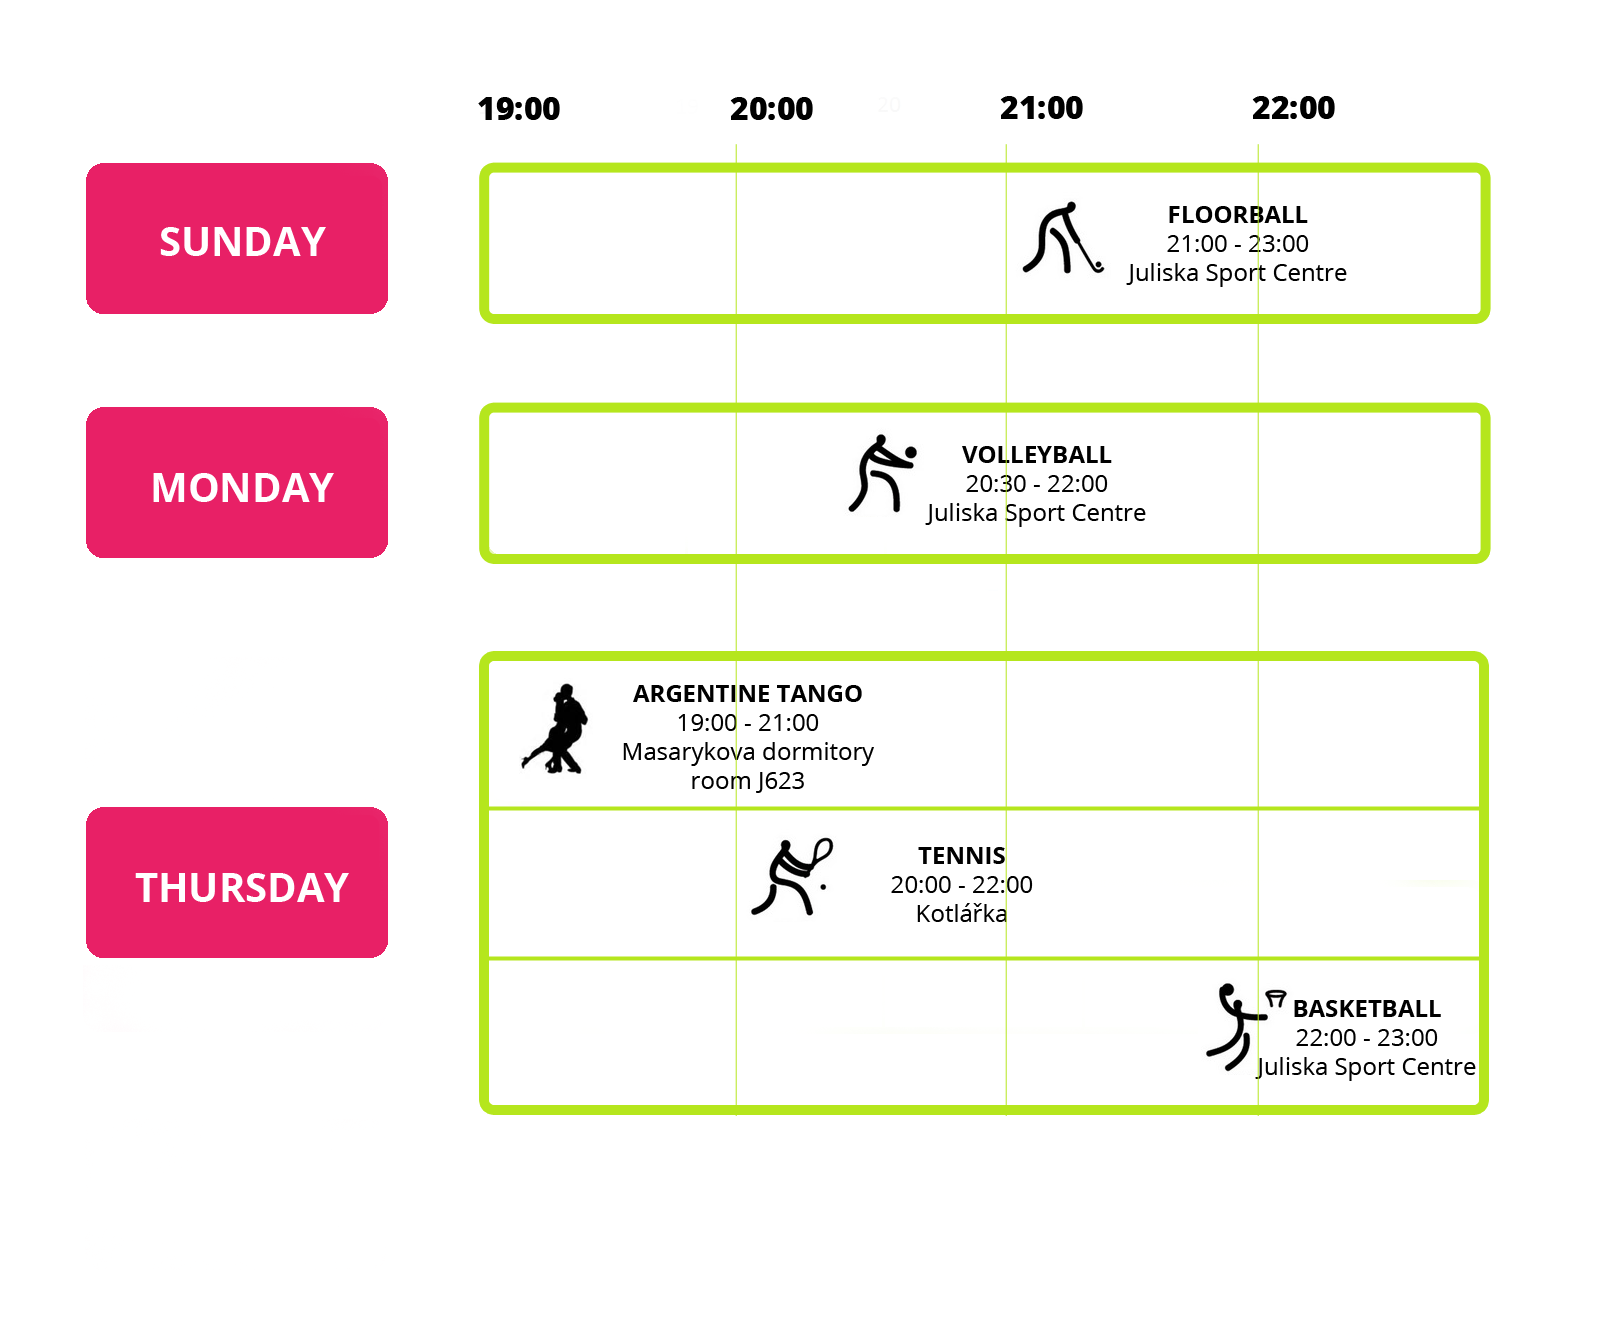 19:00 20:00 21:00 22:00
SUNDAY
FLOORBALL
21:00 - 23:00
Juliska Sport Centre
MONDAY
VOLLEYBALL
20:30 - 22:00
Juliska Sport Centre
THURSDAY
ARGENTINE TANGO
19:00 - 21:00
Masarykova dormitory
room J623
TENNIS
20:00 - 22:00
Kotlářka
BASKETBALL
22:00 - 23:00
Juliska Sport Centre